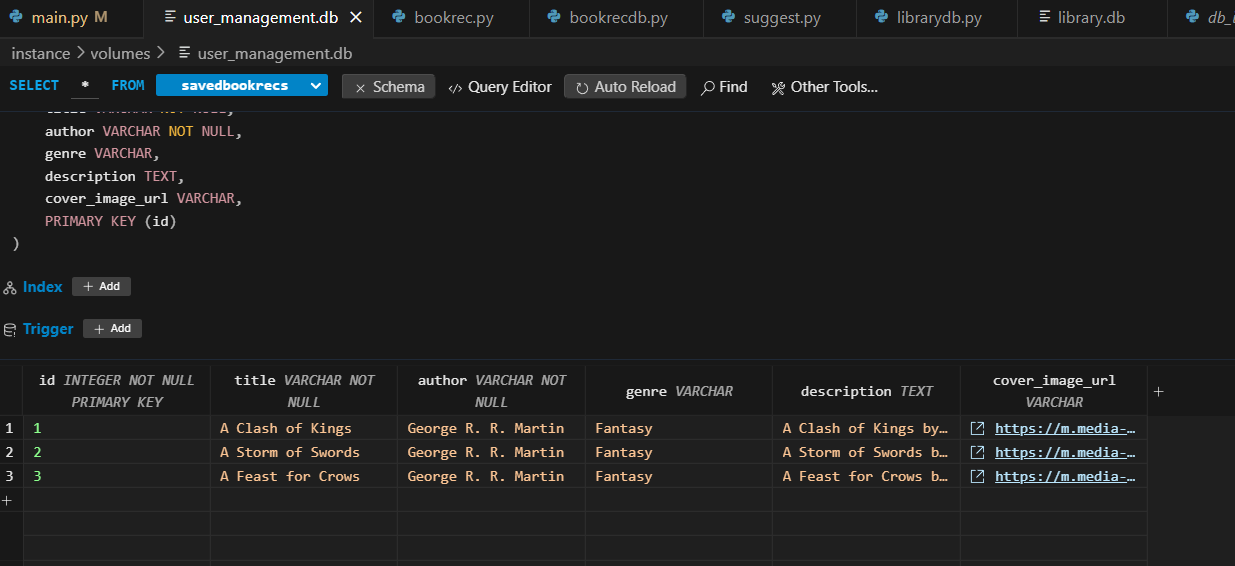 main.py M user_management.db bookrec.py bookrecdb.py suggest.py librarydb.py library.db
instance > volumes > user_management.db
SELECT * FROM savedbookrecs Schema Query Editor Auto Reload Find Other Tools...
author VARCHAR NOT NULL,
genre VARCHAR,
description TEXT,
cover_image_url VARCHAR,
PRIMARY KEY (id)
)
Index + Add
Trigger + Add
id INTEGER NOT NULL PRIMARY KEY title VARCHAR NOT NULL author VARCHAR NOT NULL genre VARCHAR description TEXT cover_image_url VARCHAR +
1 1 A Clash of Kings George R. R. Martin Fantasy A Clash of Kings by… https://m.media-…
2 2 A Storm of Swords George R. R. Martin Fantasy A Storm of Swords b… https://m.media-…
3 3 A Feast for Crows George R. R. Martin Fantasy A Feast for Crows b… https://m.media-…
+